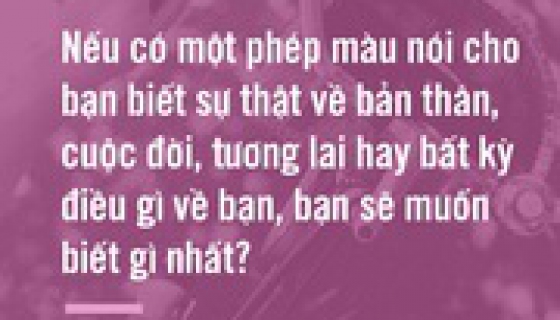 Nếu có một phép màu nói cho
bạn biết sự thật về bản thân,
cuộc đời, tương lai hay bất kỳ
điều gì về bạn, bạn sẽ muốn
biết gì nhất?